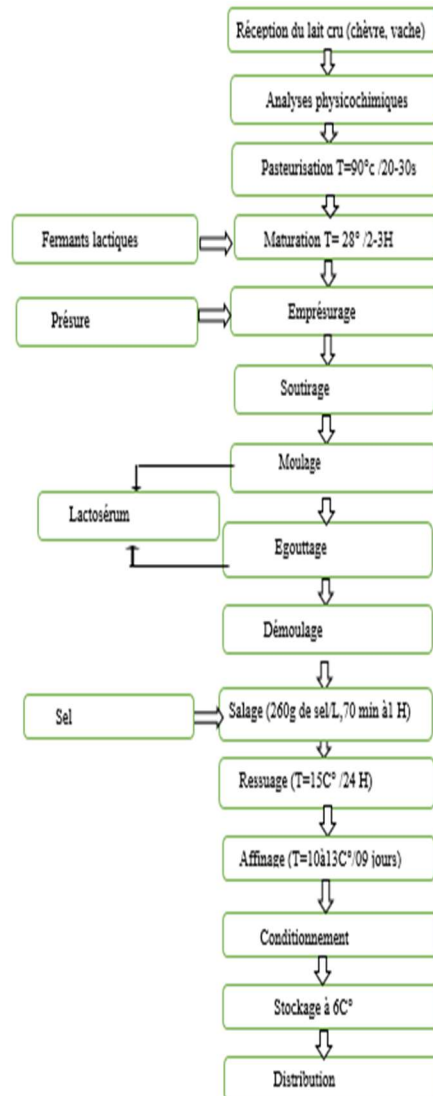 Réception du lait cru (chèvre, vache)
Analyses physicochimiques
Pasteurisation T=90°c /20-30s
Fermants lactiques
Maturation T= 28° /2-3H
Présure
Emprésurage
Soutirage
Moulage
Lactosérum
Egouttage
Démoulage
Sel
Salage (260g de sel/L,70 min à1 H)
Ressuage (T=15C° /24 H)
Affinage (T=10à13C°/09 jours)
Conditionnement
Stockage à 6C°
Distribution